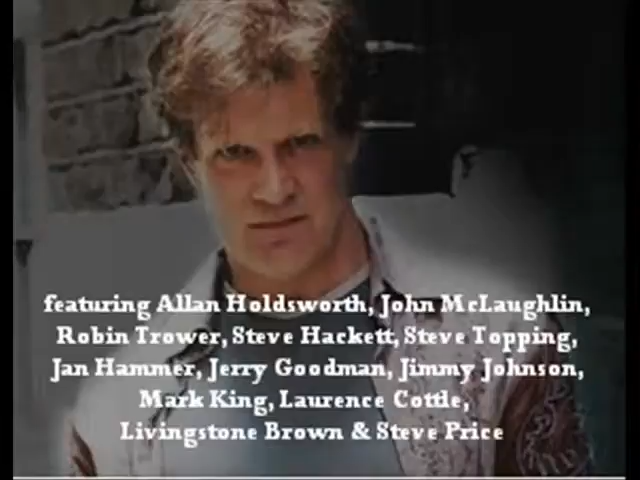 featuring Allan Holdsworth, John McLaughlin,
Robin Trower, Steve Hackett, Steve Topping,
Jan Hammer, Jerry Goodman, Jimmy Johnson,
Mark King, Laurence Cottle,
Livingstone Brown & Steve Price